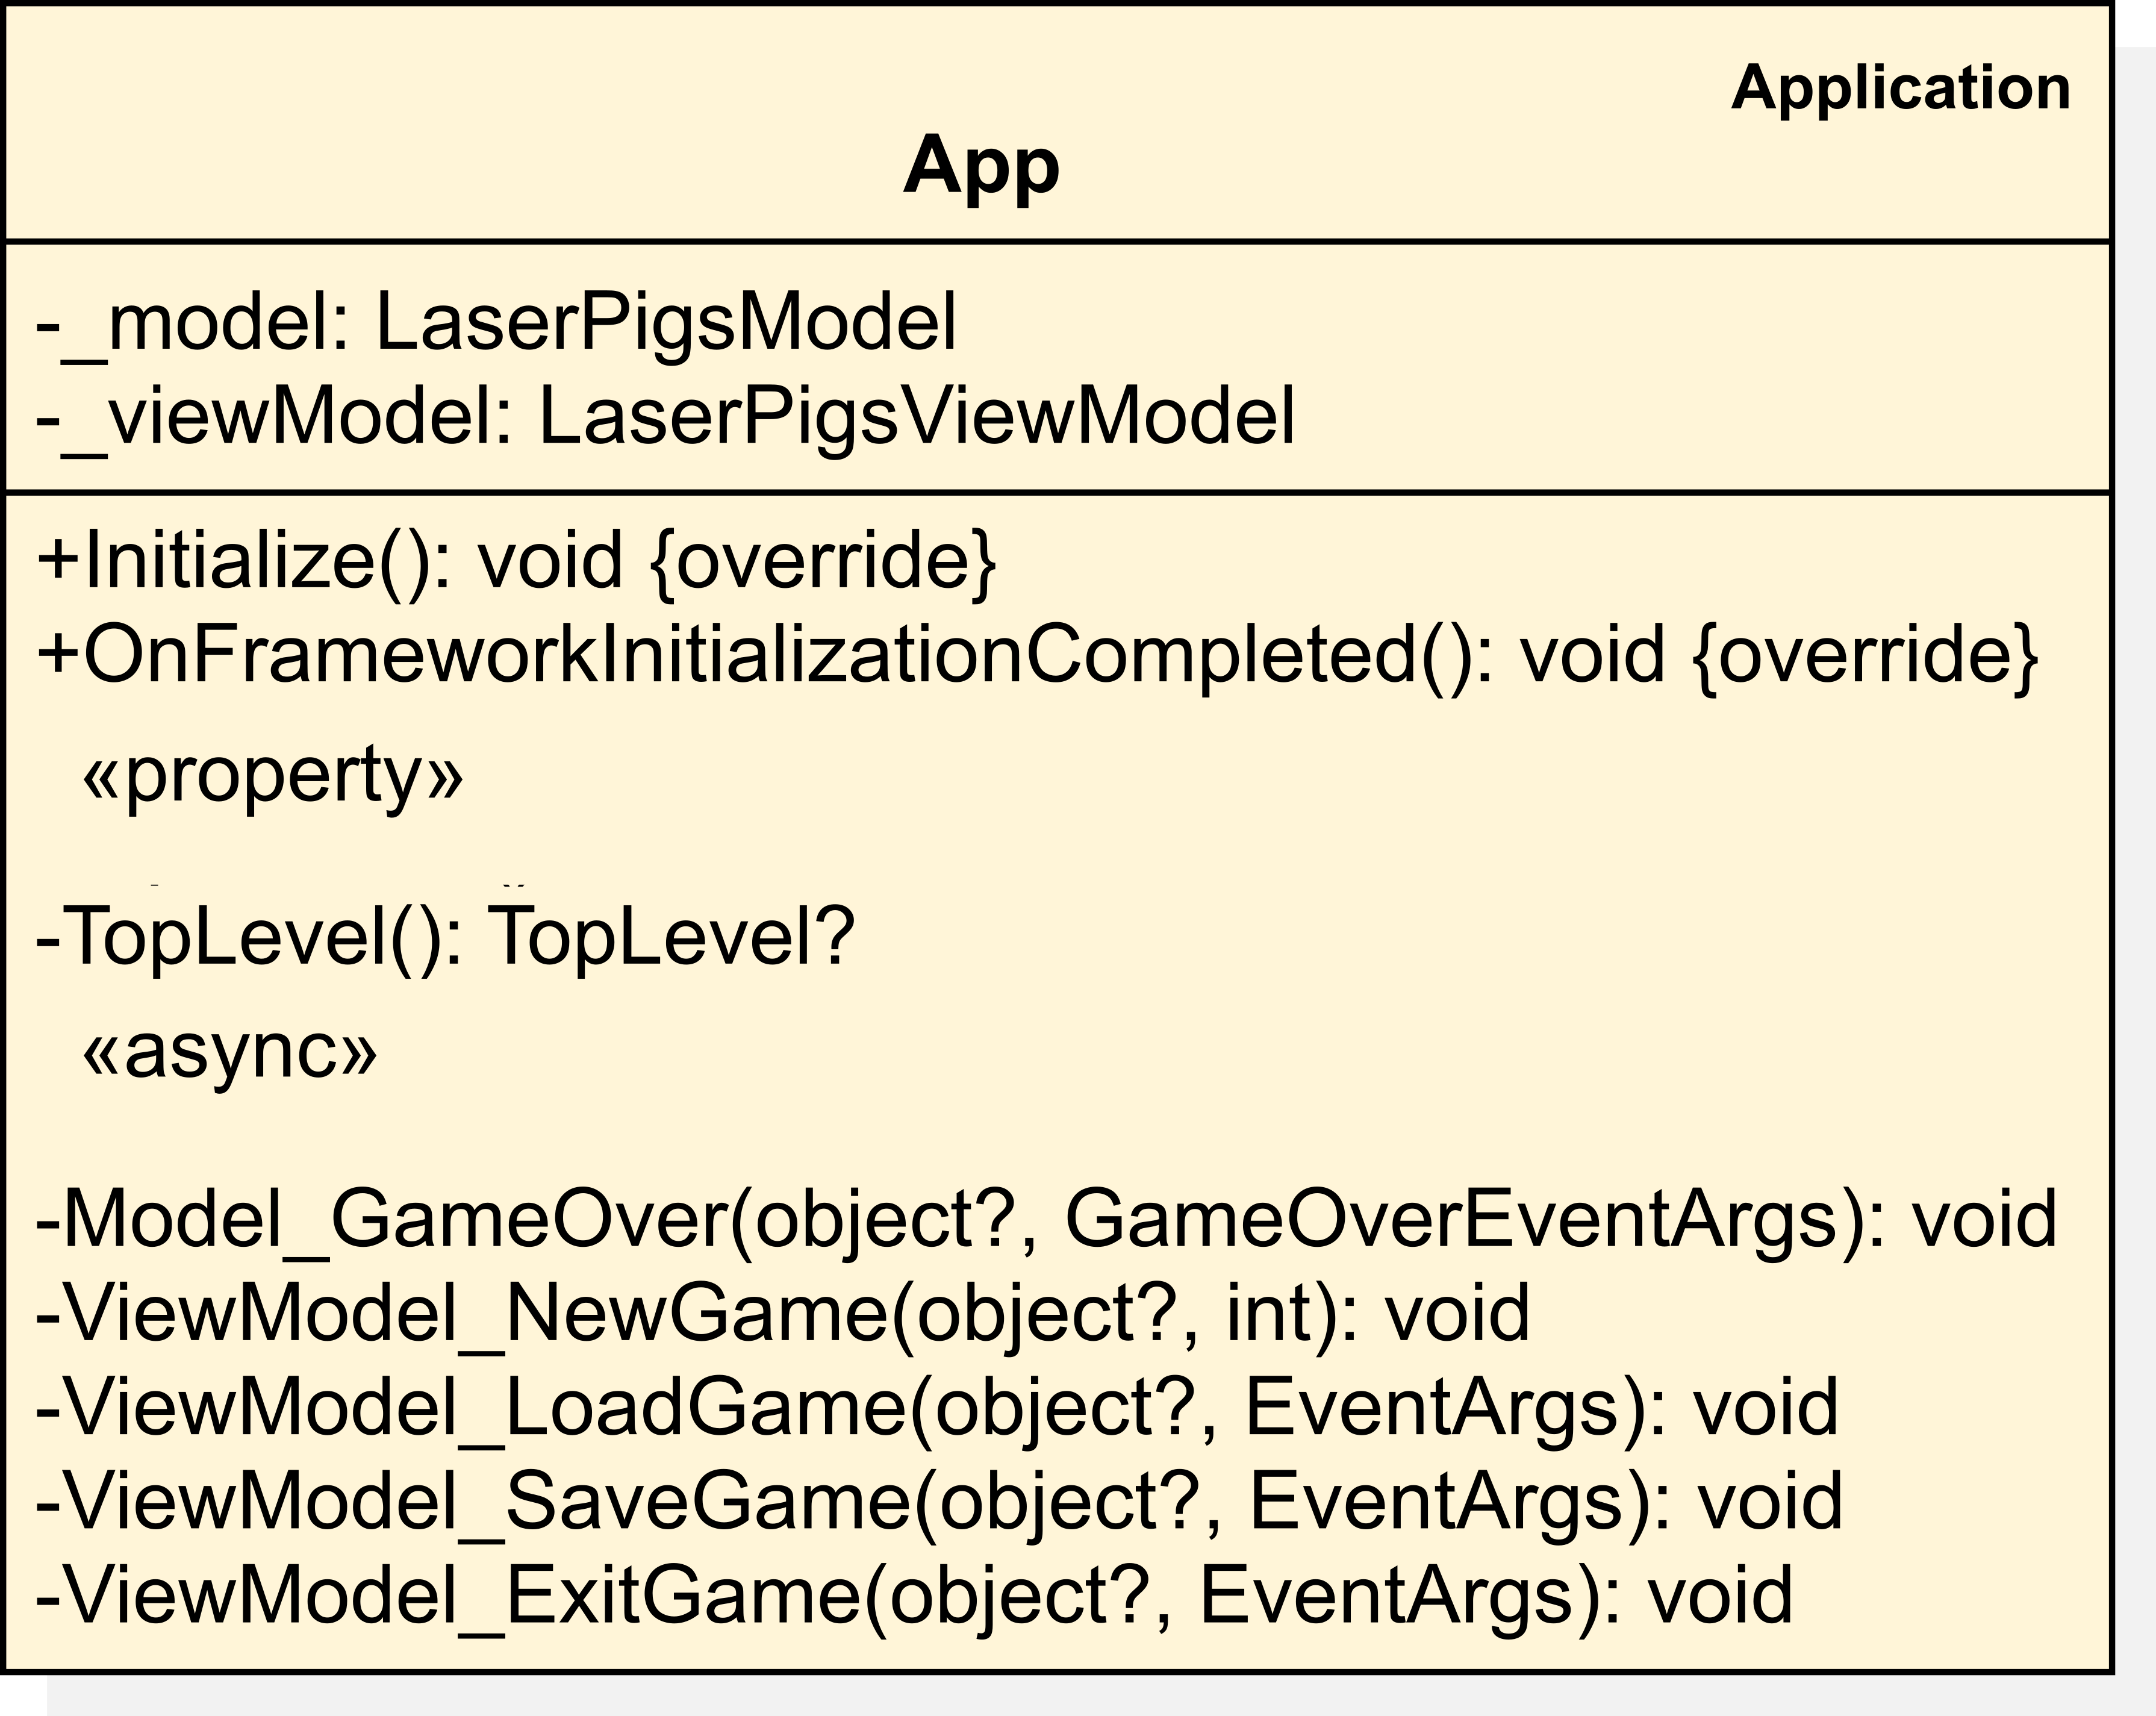 Application
App
-_model: LaserPigsModel
-_viewModel: LaserPigsViewModel
+Initialize(): void {override}
+OnFrameworkInitializationCompleted(): void {override}
«property»
-TopLevel(): TopLevel?
«async»
-Model_GameOver(object?, GameOverEventArgs): void
-ViewModel_NewGame(object?, int): void
-ViewModel_LoadGame(object?, EventArgs): void
-ViewModel_SaveGame(object?, EventArgs): void
-ViewModel_ExitGame(object?, EventArgs): void